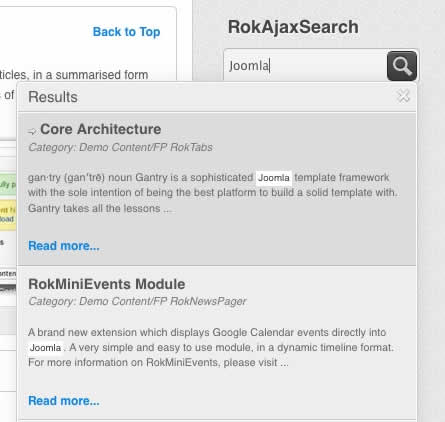 Back to Top
RokAjaxSearch
ticles, in a summarised form
s of
Joomla
Results
Core Architecture
Category: Demo Content/FP RokTabs
gan·try (gan'trē) noun Gantry is a sophisticated Joomla template framework
with the sole intention of being the best platform to build a solid template with.
Gantry takes all the lessons ...
Read more...
RokMiniEvents Module
Category: Demo Content/FP RokNewsPager
A brand new extension which displays Google Calendar events directly into
Joomla. A very simple and easy to use module, in a dynamic timeline format.
For more information on RokMiniEvents, please visit ...
Read more...